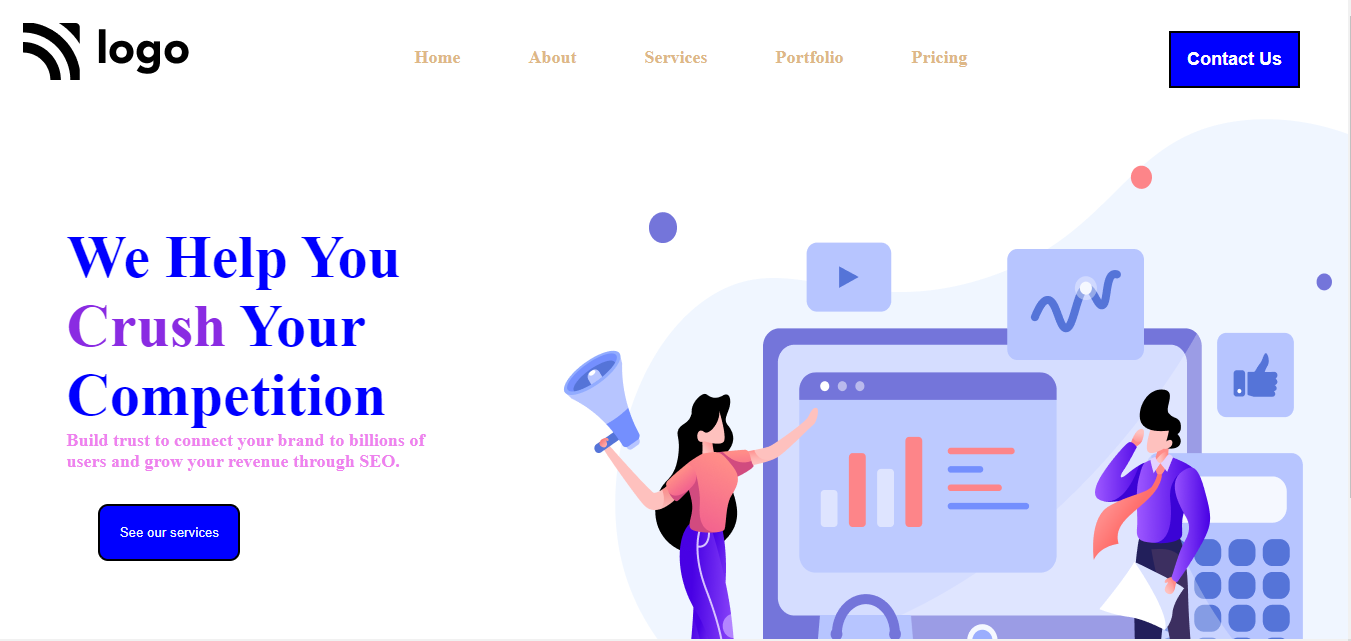 logo
Home About Services Portfolio Pricing
Contact Us
We Help You
Crush Your
Competition
Build trust to connect your brand to billions of
users and grow your revenue through SEO.
See our services